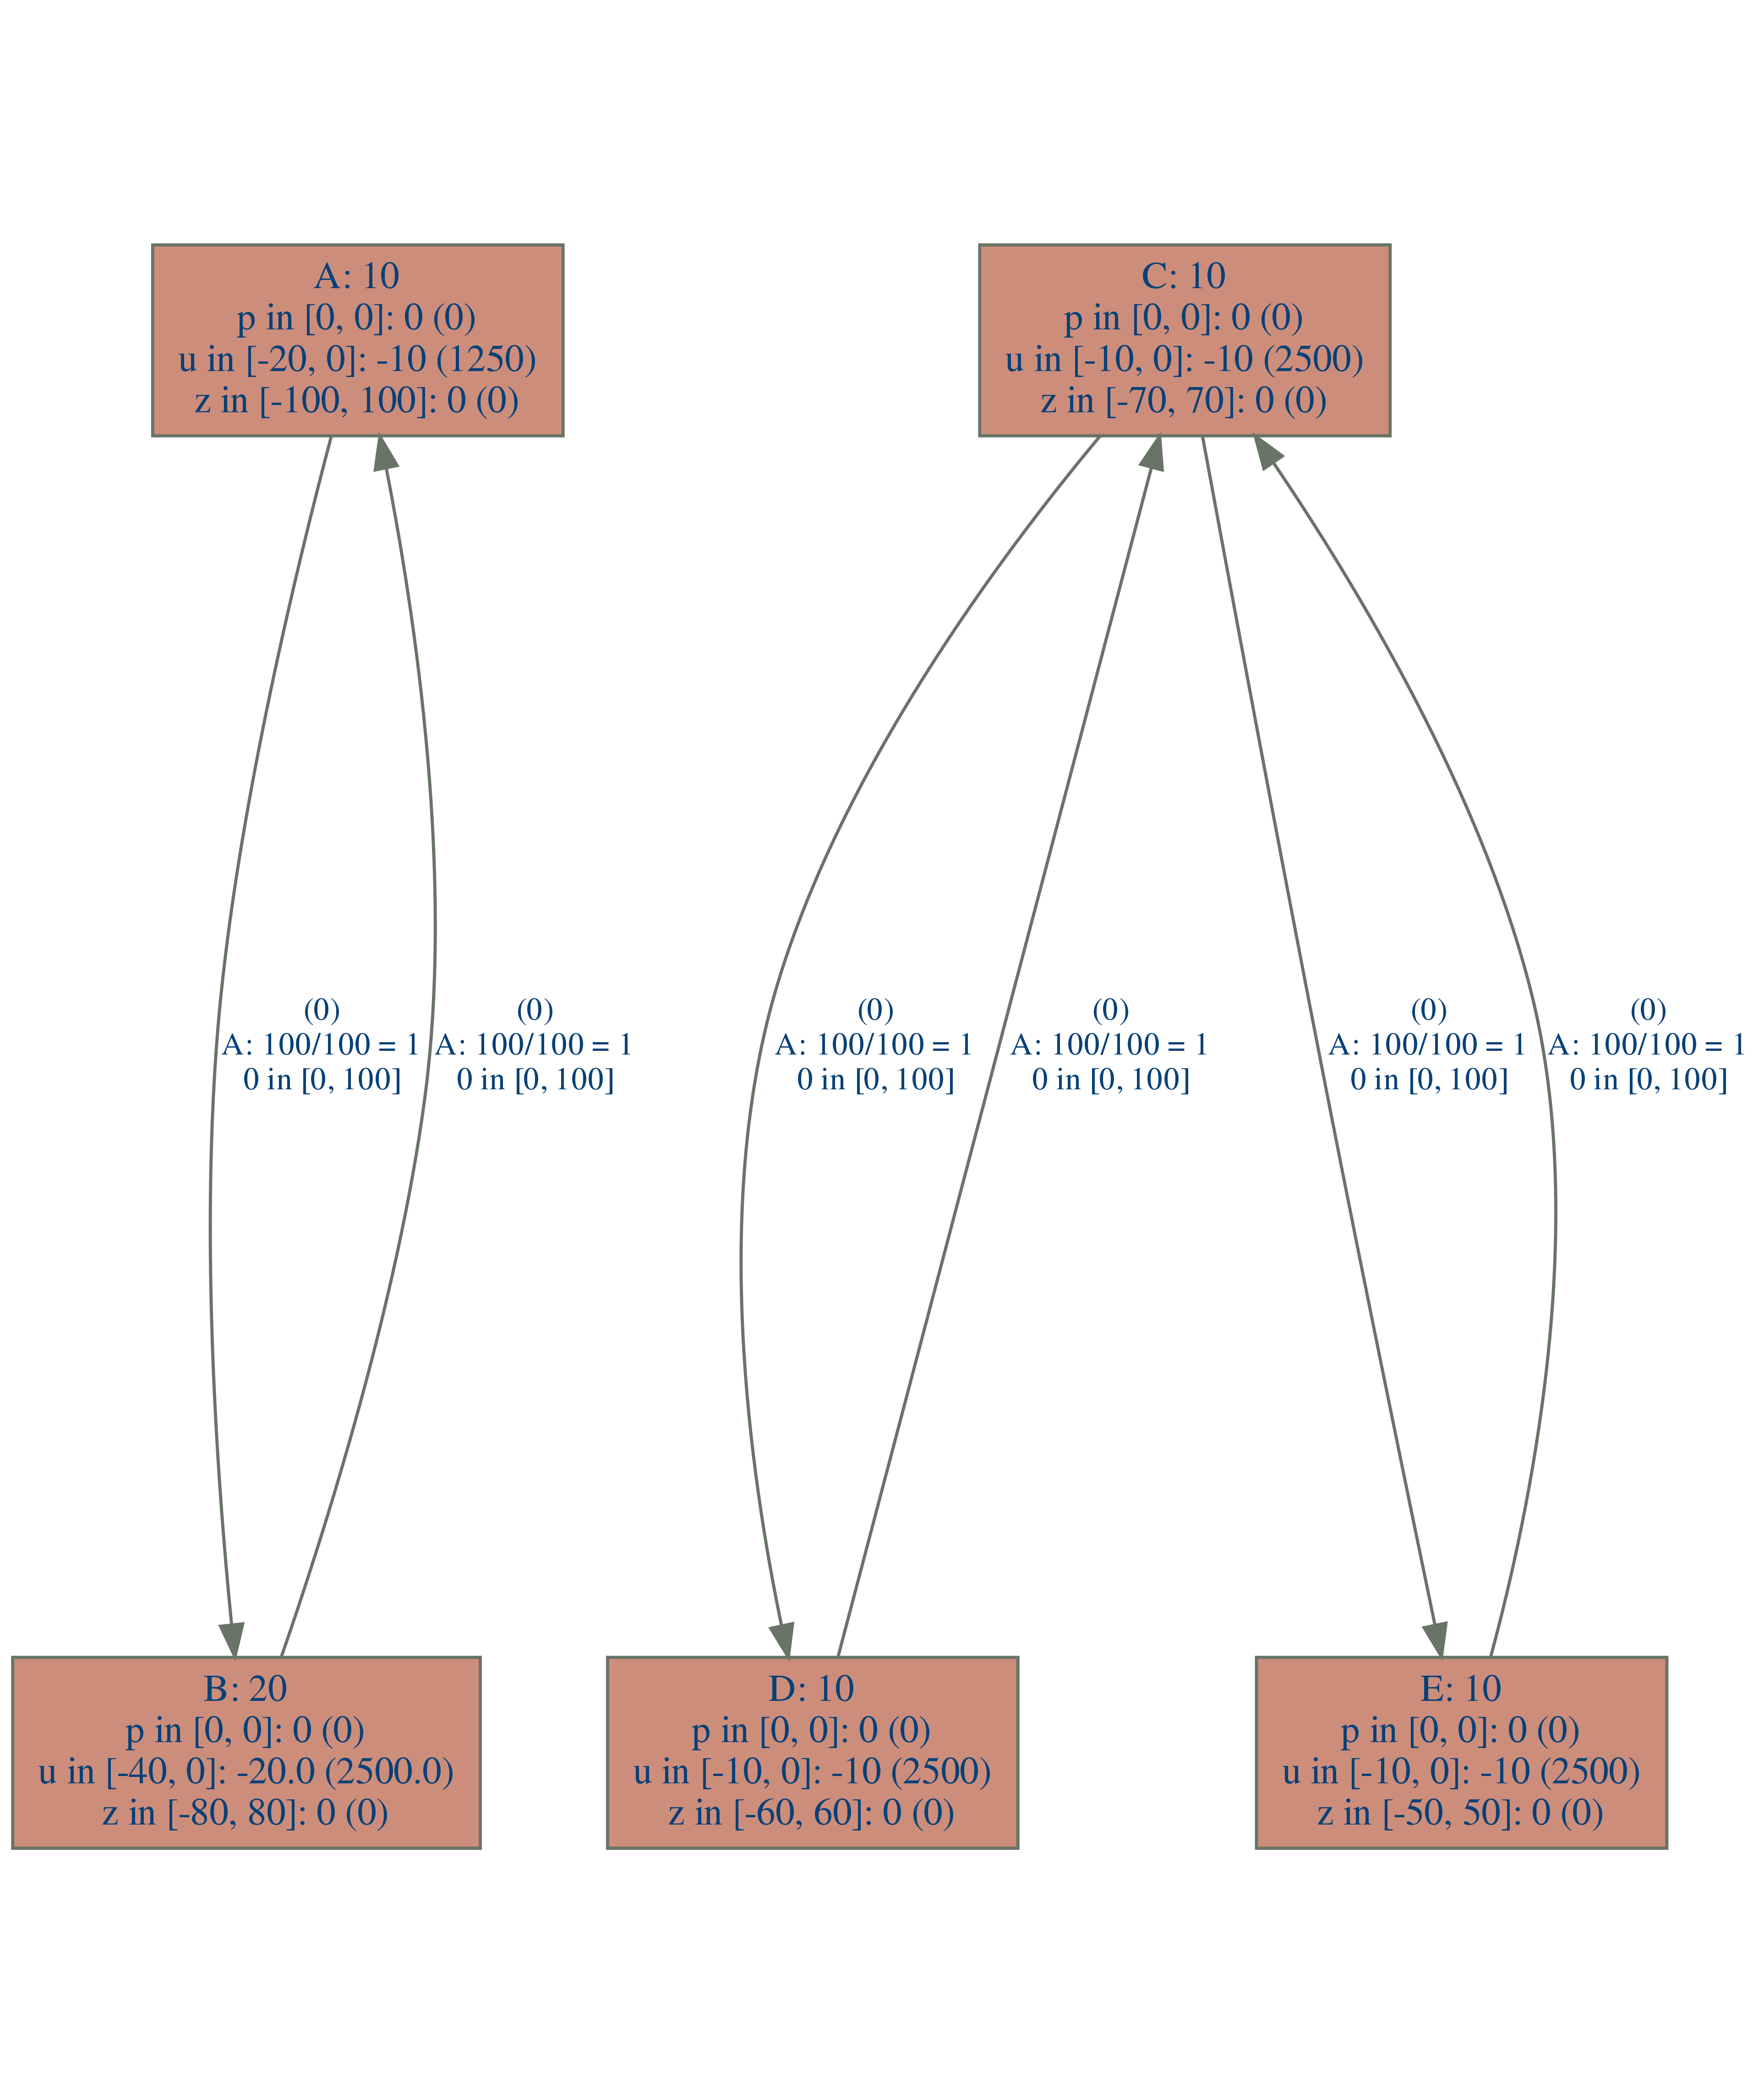 A: 10
p in [0, 0]: 0 (0)
u in [-20, 0]: -10 (1250)
z in [-100, 100]: 0 (0)
C: 10
p in [0, 0]: 0 (0)
u in [-10, 0]: -10 (2500)
z in [-70, 70]: 0 (0)
(0)
A: 100/100 = 1
0 in [0, 100]
(0)
A: 100/100 = 1
0 in [0, 100]
(0)
A: 100/100 = 1
0 in [0, 100]
(0)
A: 100/100 = 1
0 in [0, 100]
(0)
A: 100/100 = 1
0 in [0, 100]
(0)
A: 100/100 = 1
0 in [0, 100]
B: 20
p in [0, 0]: 0 (0)
u in [-40, 0]: -20.0 (2500.0)
z in [-80, 80]: 0 (0)
D: 10
p in [0, 0]: 0 (0)
u in [-10, 0]: -10 (2500)
z in [-60, 60]: 0 (0)
E: 10
p in [0, 0]: 0 (0)
u in [-10, 0]: -10 (2500)
z in [-50, 50]: 0 (0)